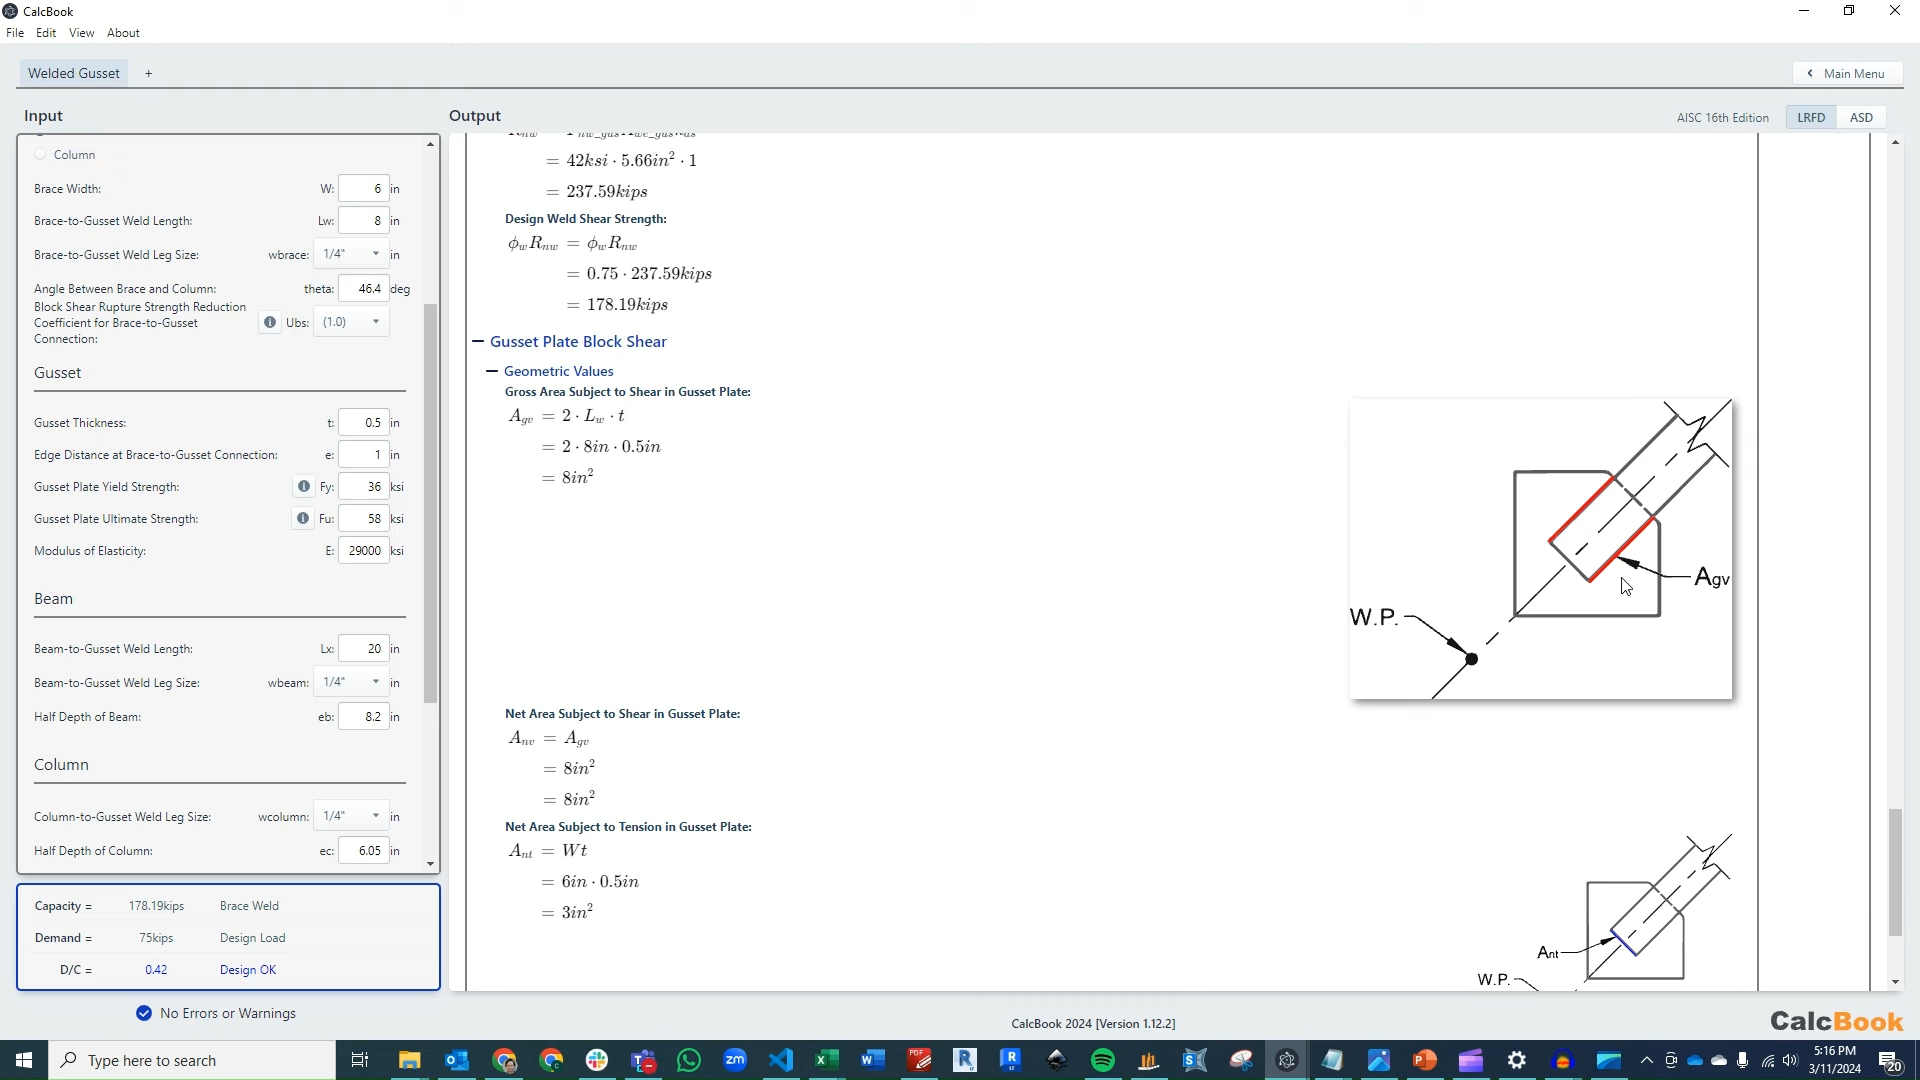 CalcBook
File Edit View About
Welded Gusset +
< Main Menu
Input
Output
AISC 16th Edition LRFD ASD
Column
Brace Width: W: 6 in
Brace-to-Gusset Weld Length: Lw: 8 in
Brace-to-Gusset Weld Leg Size: wbrace: 1/4" in
Angle Between Brace and Column: theta: 46.4 deg
Block Shear Rupture Strength Reduction
Coefficient for Brace-to-Gusset Ubs: (1.0)
Connection:
Gusset
Gusset Thickness: t: 0.5 in
Edge Distance at Brace-to-Gusset Connection: e: 1 in
Gusset Plate Yield Strength: Fy: 36 ksi
Gusset Plate Ultimate Strength: Fu: 58 ksi
Modulus of Elasticity: E: 29000 ksi
Beam
Beam-to-Gusset Weld Length: Lx: 20 in
Beam-to-Gusset Weld Leg Size: wbeam: 1/4" in
Half Depth of Beam: eb: 8.2 in
Column
Column-to-Gusset Weld Leg Size: wcolumn: 1/4" in
Half Depth of Column: ec: 6.05 in
Capacity = 178.19kips Brace Weld
Demand = 75kips Design Load
D/C = 0.42 Design OK
No Errors or Warnings
= 42ksi · 5.66in² · 1
= 237.59kips
Design Weld Shear Strength:
ϕwRnw = ϕwRnw
= 0.75 · 237.59kips
= 178.19kips
Gusset Plate Block Shear
Geometric Values
Gross Area Subject to Shear in Gusset Plate:
Agv = 2 · Lw · t
= 2 · 8in · 0.5in
= 8in²
Agv
W.P.
Net Area Subject to Shear in Gusset Plate:
Anv = Agv
= 8in²
= 8in²
Net Area Subject to Tension in Gusset Plate:
Ant = Wt
= 6in · 0.5in
= 3in²
Ant
W.P.
CalcBook 2024 [Version 1.12.2]
CalcBook
Type here to search
5:16 PM
3/11/2024
20